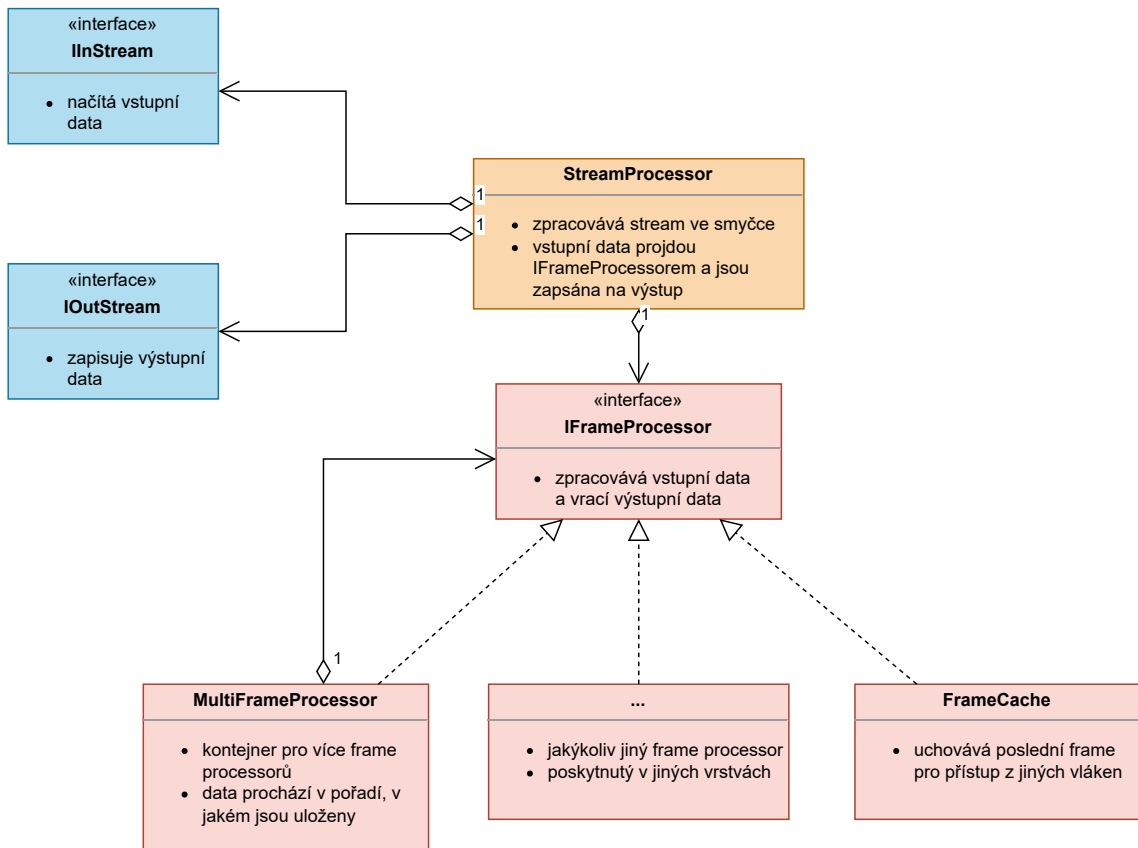 «interface»
IInStream
• načítá vstupní
data
StreamProcessor
• zpracovává stream ve smyčce
• vstupní data projdou
IFrameProcessorem a jsou
zapsána na výstup
1
1
1
«interface»
IOutStream
• zapisuje výstupní
data
«interface»
IFrameProcessor
• zpracovává vstupní data
a vrací výstupní data
1
MultiFrameProcessor
• kontejner pro více frame
procesorů
• data prochází v pořadí, v
jakém jsou uloženy
...
• jakýkoliv jiný frame processor
• poskytnutý v jiných vrstvách
FrameCache
• uchovává poslední frame
pro přístup z jiných vláken